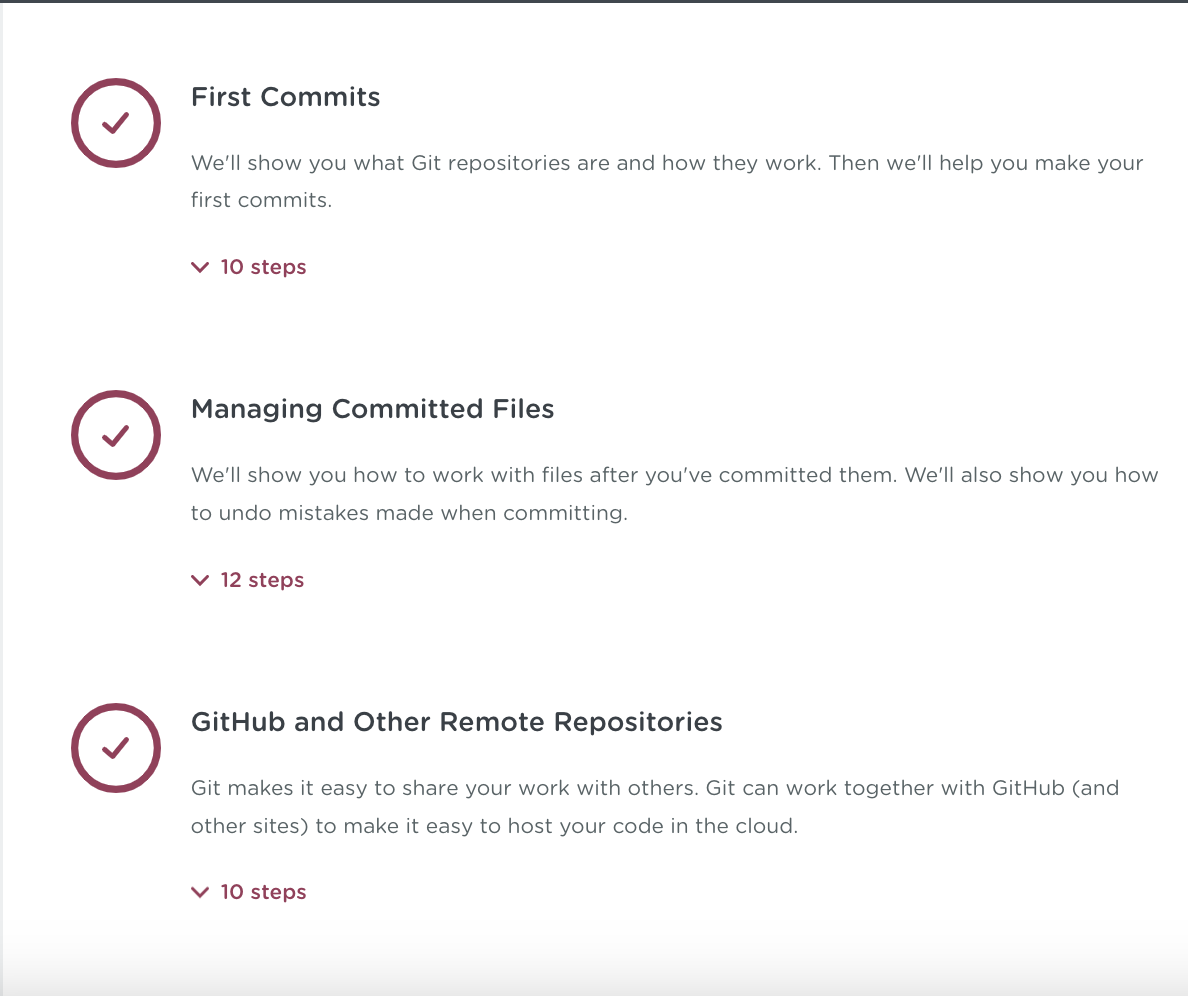 First Commits
We'll show you what Git repositories are and how they work. Then we'll help you make your
first commits.
10 steps
Managing Committed Files
We'll show you how to work with files after you've committed them. We'll also show you how
to undo mistakes made when committing.
12 steps
GitHub and Other Remote Repositories
Git makes it easy to share your work with others. Git can work together with GitHub (and
other sites) to make it easy to host your code in the cloud.
10 steps